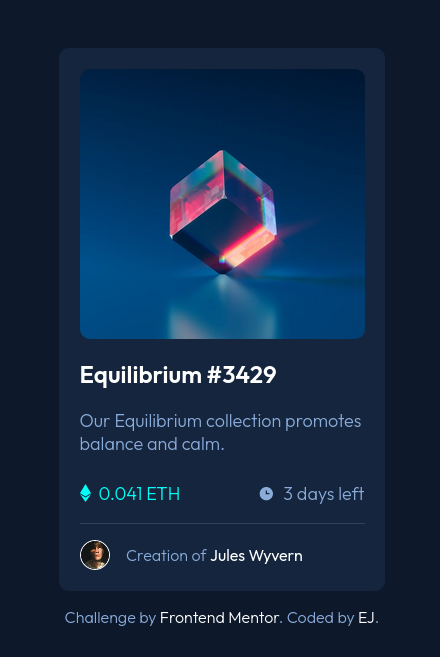 Equilibrium #3429
Our Equilibrium collection promotes
balance and calm.
0.041 ETH
3 days left
Creation of Jules Wyvern
Challenge by Frontend Mentor. Coded by EJ.